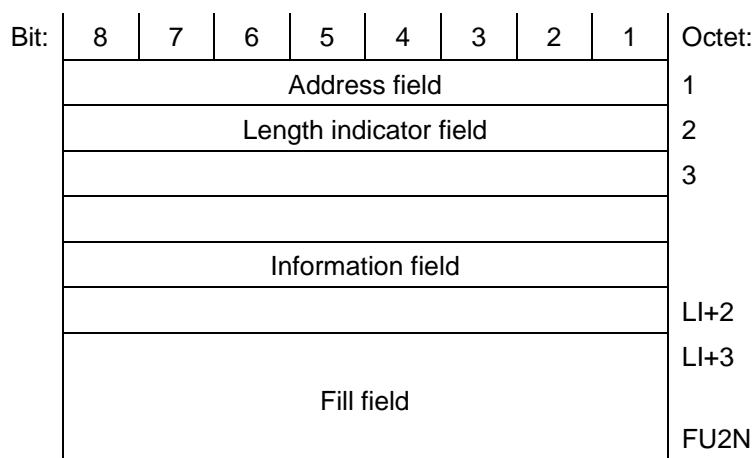 Bit: 8 7 6 5 4 3 2 1 Octet:
Address field 1
Length indicator field 2
3
Information field
LI+2
LI+3
Fill field
FU2N